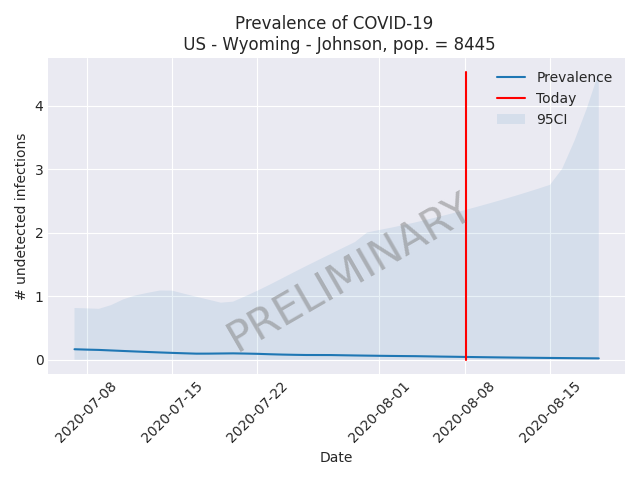 Prevalence of COVID-19
US - Wyoming - Johnson, pop. = 8445
Prevalence
Today
95CI
4
3
2
1
0
# undetected infections
PRELIMINARY
2020-07-08
2020-07-15
2020-07-22
2020-08-01
2020-08-08
2020-08-15
Date